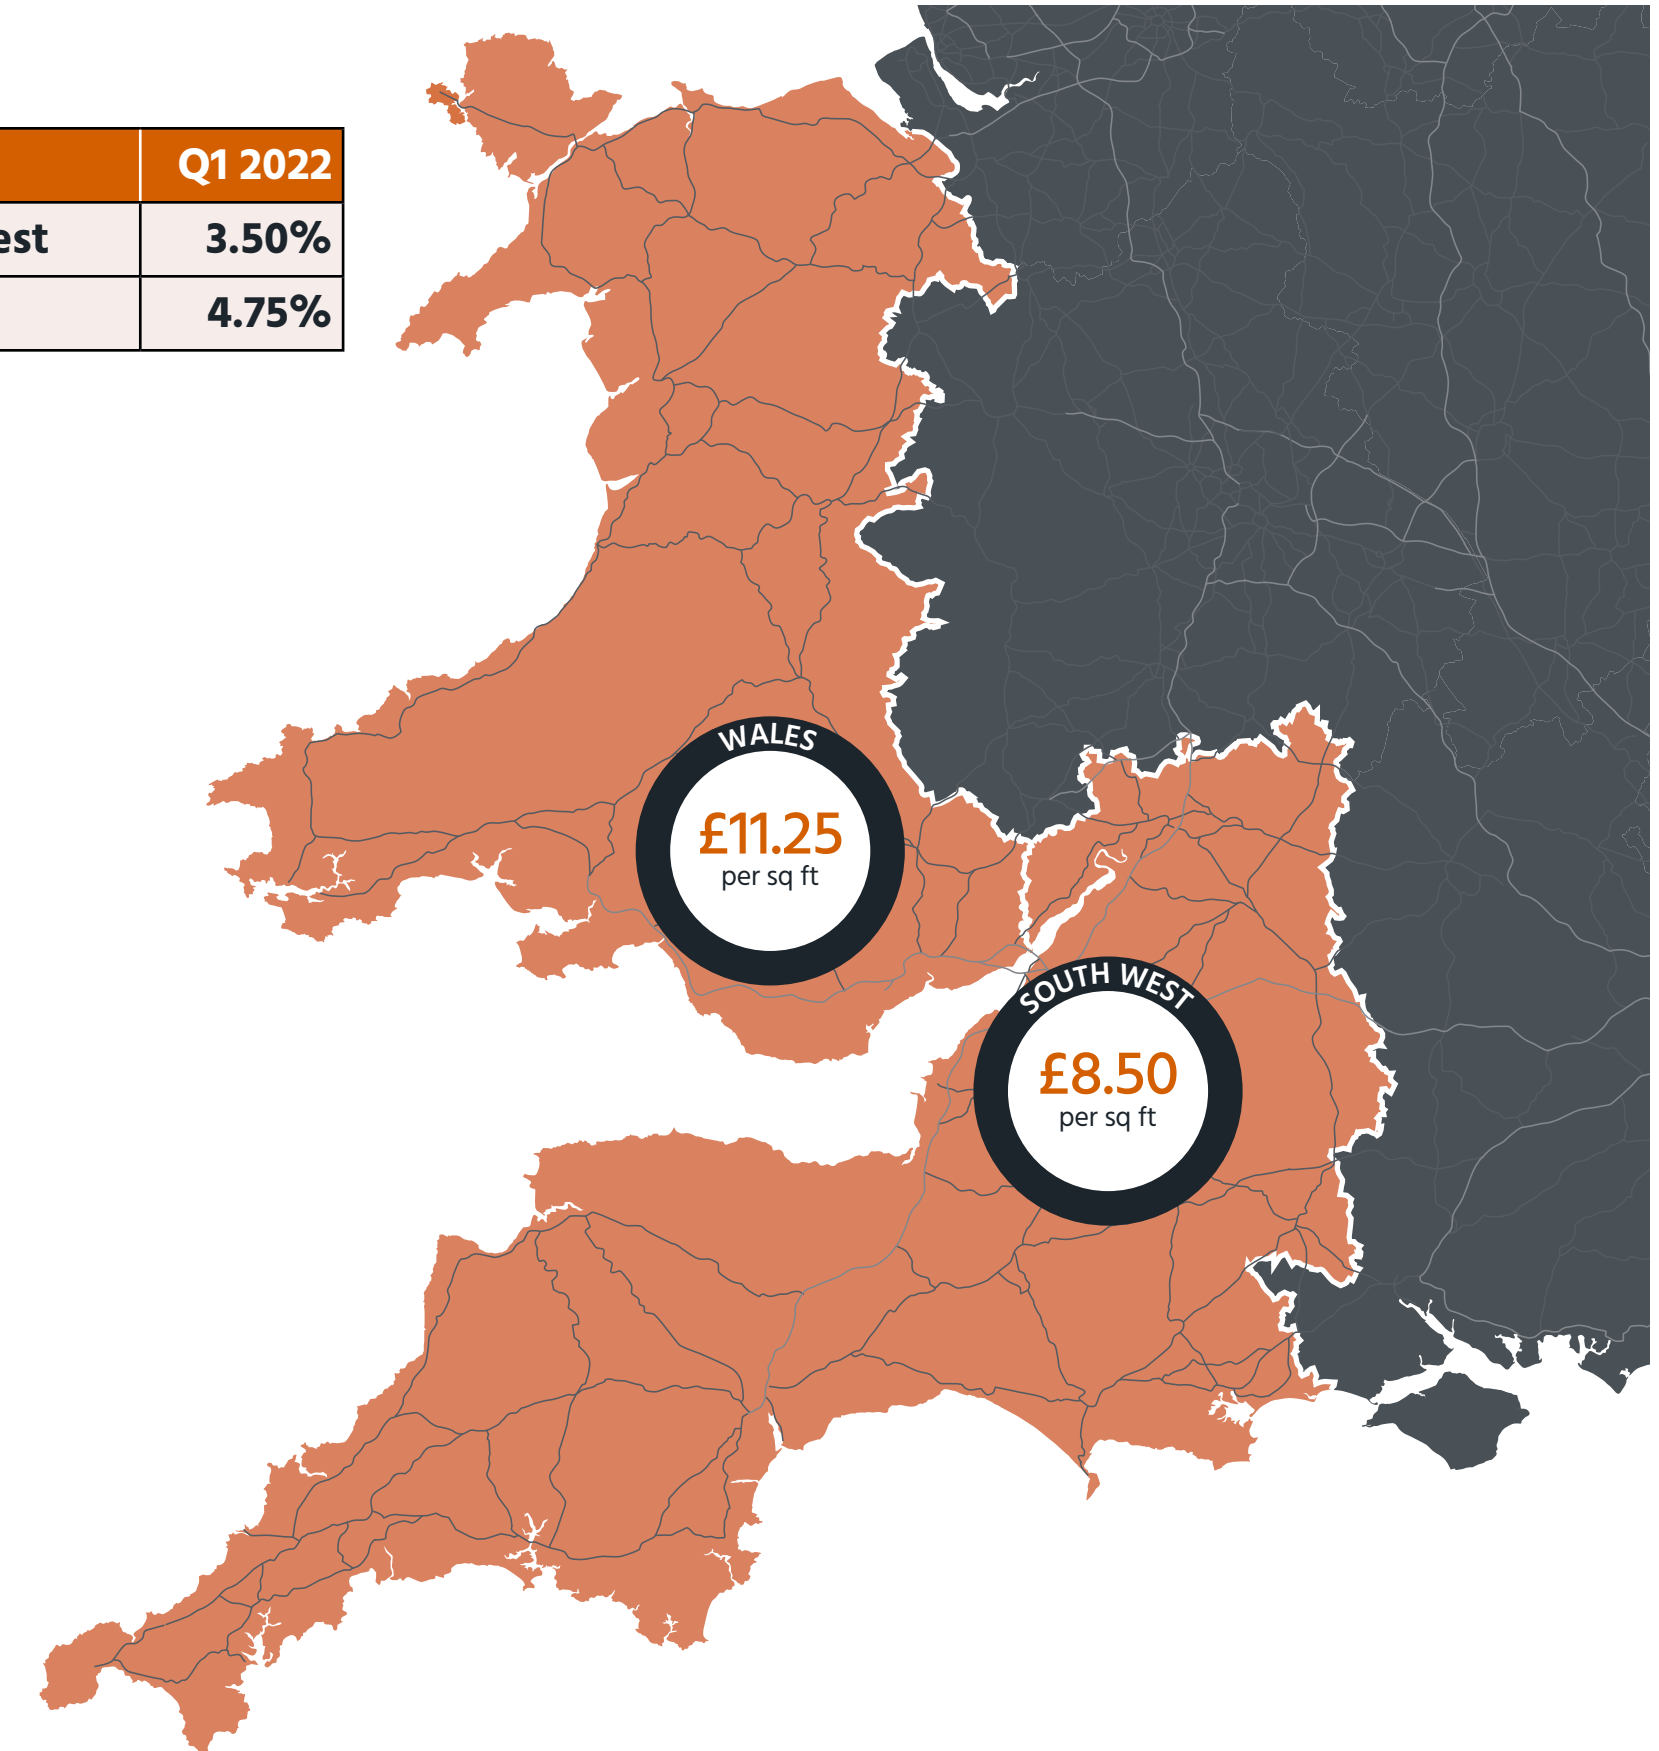 Q1 2022
est 3.50%
4.75%
WALES
£11.25
per sq ft
SOUTH WEST
£8.50
per sq ft